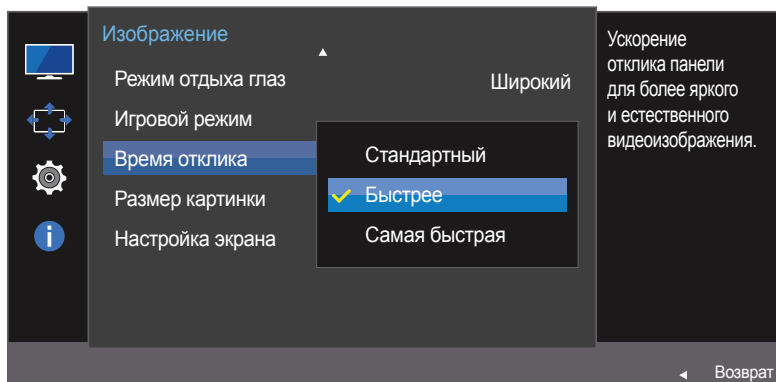 Изображение
Режим отдыха глаз
Широкий
Игровой режим
Время отклика
Стандартный
Быстрее
Размер картинки
Самая быстрая
Настройка экрана
Ускорение
отклика панели
для более яркого
и естественного
видеоизображения.
Возврат